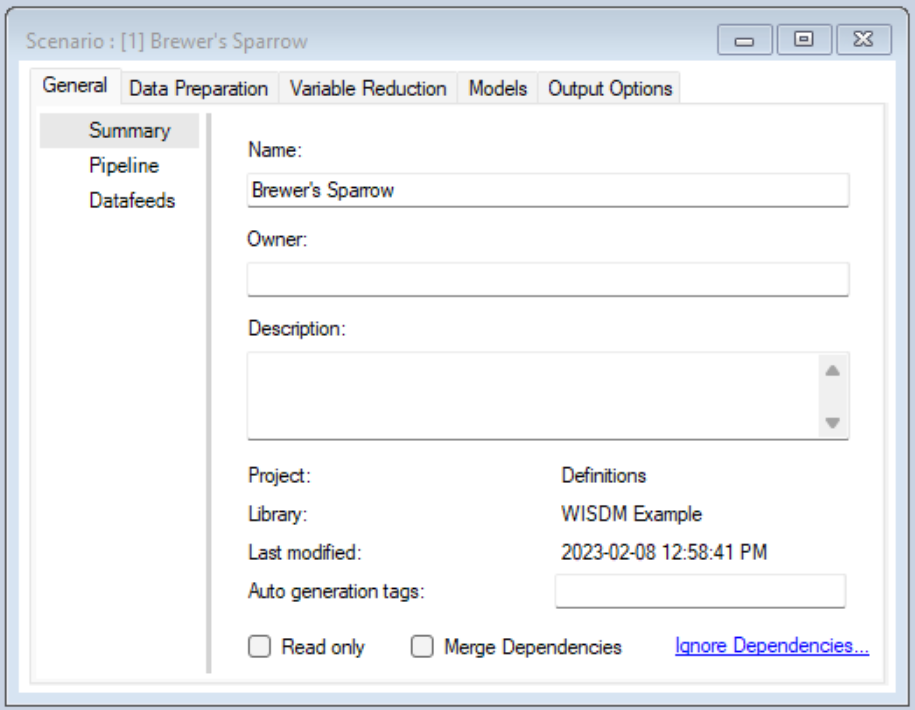 Scenario : [1] Brewer's Sparrow
General Data Preparation Variable Reduction Models Output Options
Summary
Pipeline
Datafeeds
Name:
Brewer's Sparrow
Owner:
Description:
Project: Definitions
Library: WISDM Example
Last modified: 2023-02-08 12:58:41 PM
Auto generation tags:
Read only Merge Dependencies Ignore Dependencies...